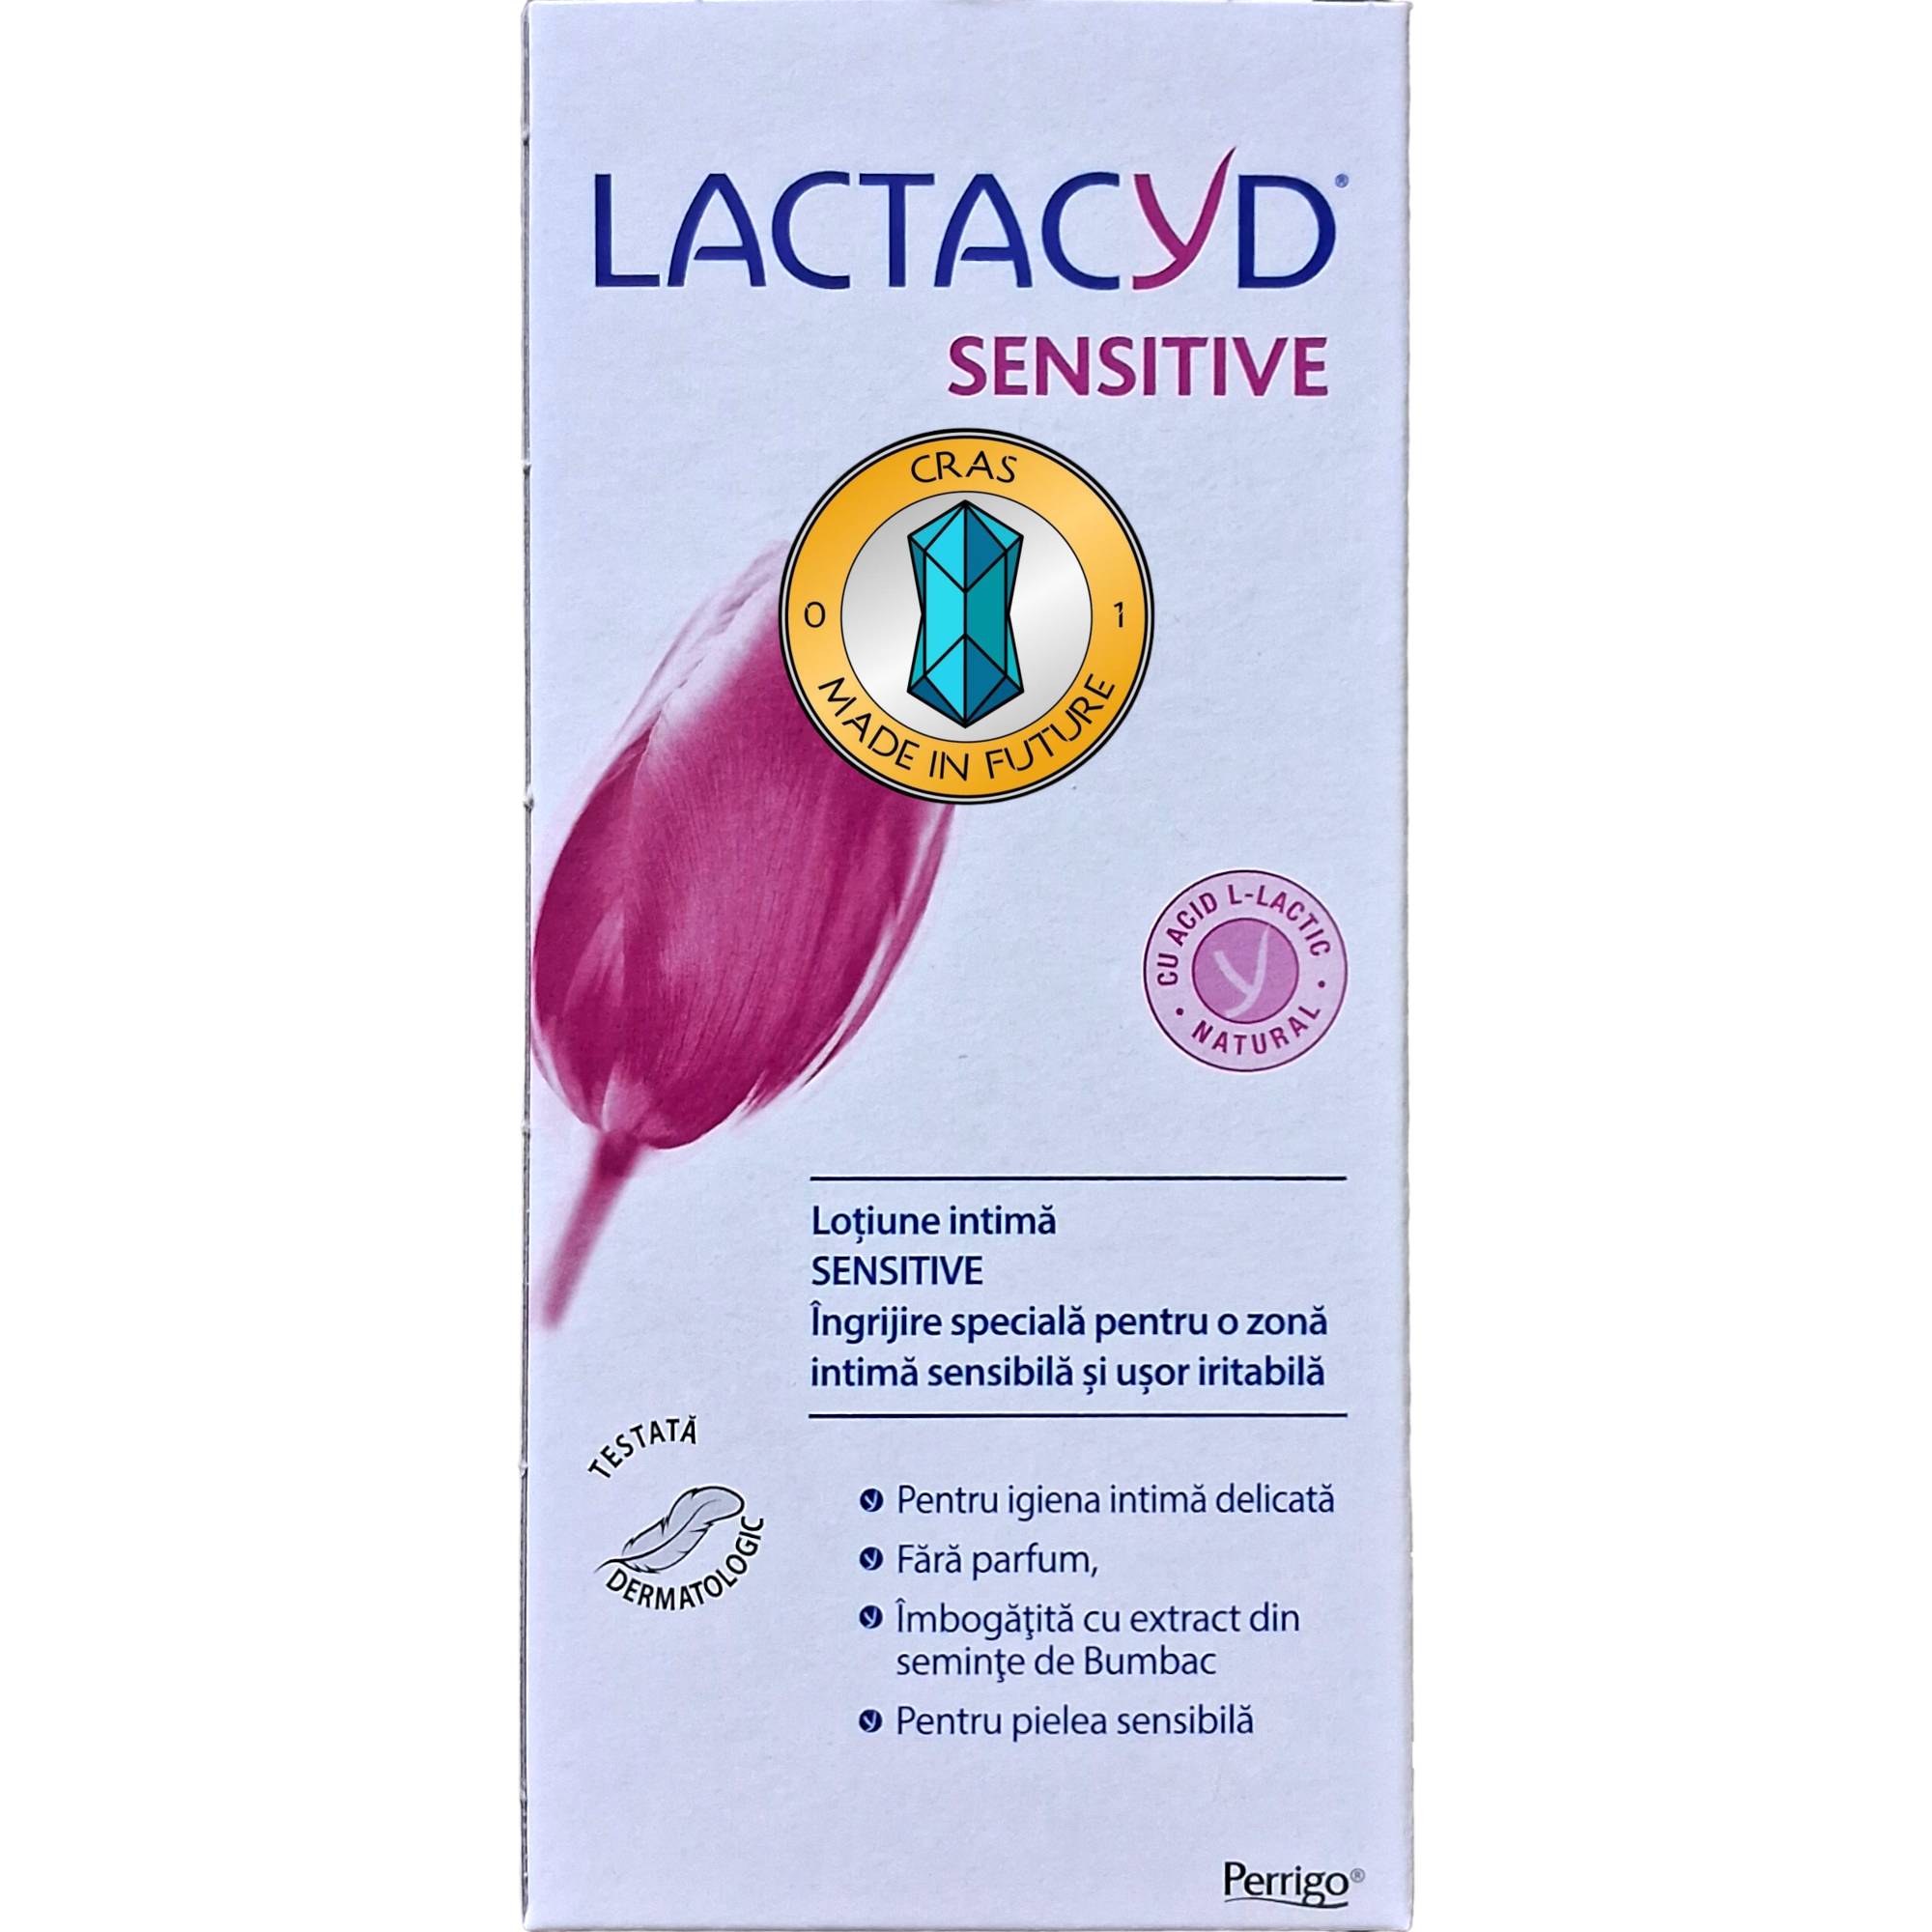 LACTACYD®
SENSITIVE
CRAS
0 1
MADE IN FUTURE
CU ACID L-LACTIC
• NATURAL •
Loțiune intimă
SENSITIVE
Îngrijire specială pentru o zonă
intimă sensibilă și ușor iritabilă
TESTATĂ
DERMATOLOGIC
Pentru igiena intimă delicată
Fără parfum,
Îmbogăţită cu extract din
seminţe de Bumbac
Pentru pielea sensibilă
Perrigo®